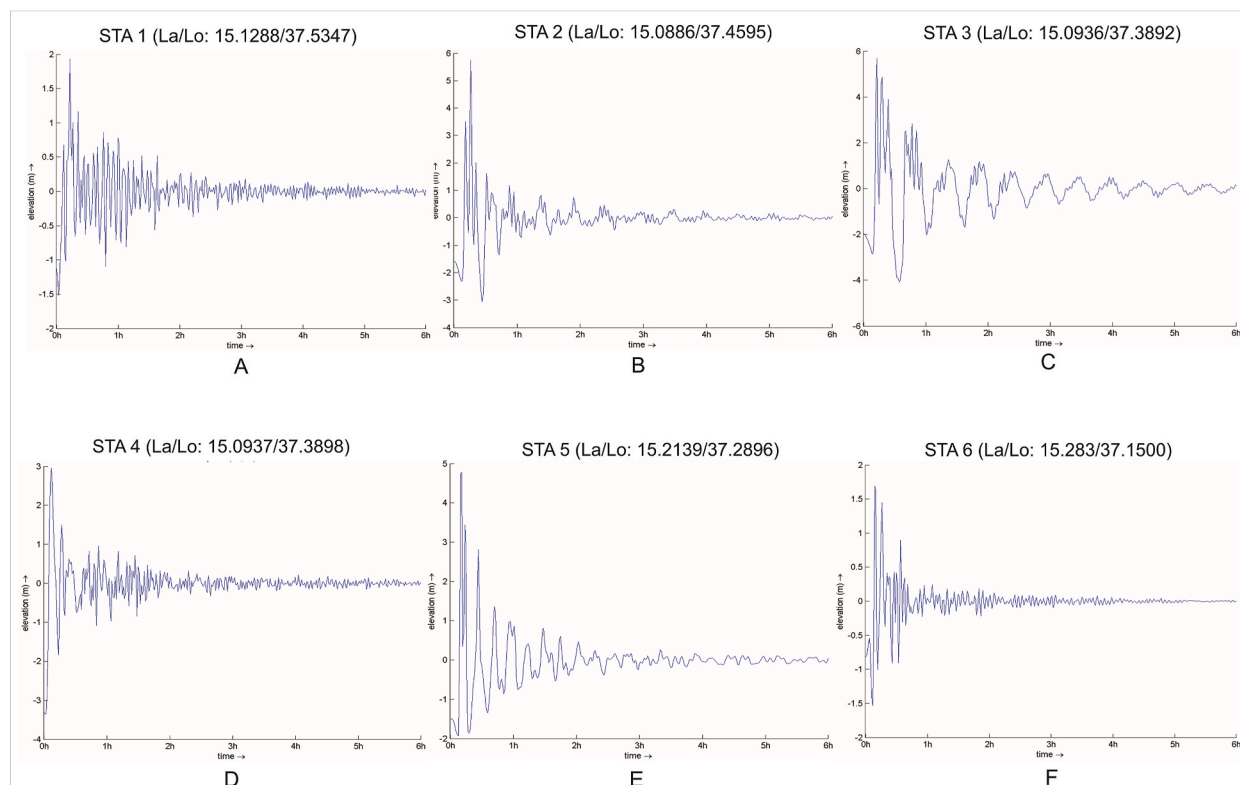 STA 1 (La/Lo: 15.1288/37.5347)
2
1.5
1
0.5
0
-0.5
-1
-1.5
-2
elevation (m) →
0h 1h 2h 3h 4h 5h 6h
time →
A
STA 2 (La/Lo: 15.0886/37.4595)
6
5
4
3
2
1
0
-1
-2
-3
-4
elevation (m) →
0h 1h 2h 3h 4h 5h 6h
time →
B
STA 3 (La/Lo: 15.0936/37.3892)
6
4
2
0
-2
-4
-6
elevation (m) →
0h 1h 2h 3h 4h 5h 6h
time →
C
STA 4 (La/Lo: 15.0937/37.3898)
3
2
1
0
-1
-2
-3
-4
elevation (m) →
0h 1h 2h 3h 4h 5h 6h
time →
D
STA 5 (La/Lo: 15.2139/37.2896)
5
4
3
2
1
0
-1
-2
elevation (m) →
0h 1h 2h 3h 4h 5h 6h
time →
E
STA 6 (La/Lo: 15.283/37.1500)
2
1.5
1
0.5
0
-0.5
-1
-1.5
-2
elevation (m) →
0h 1h 2h 3h 4h 5h 6h
time →
F